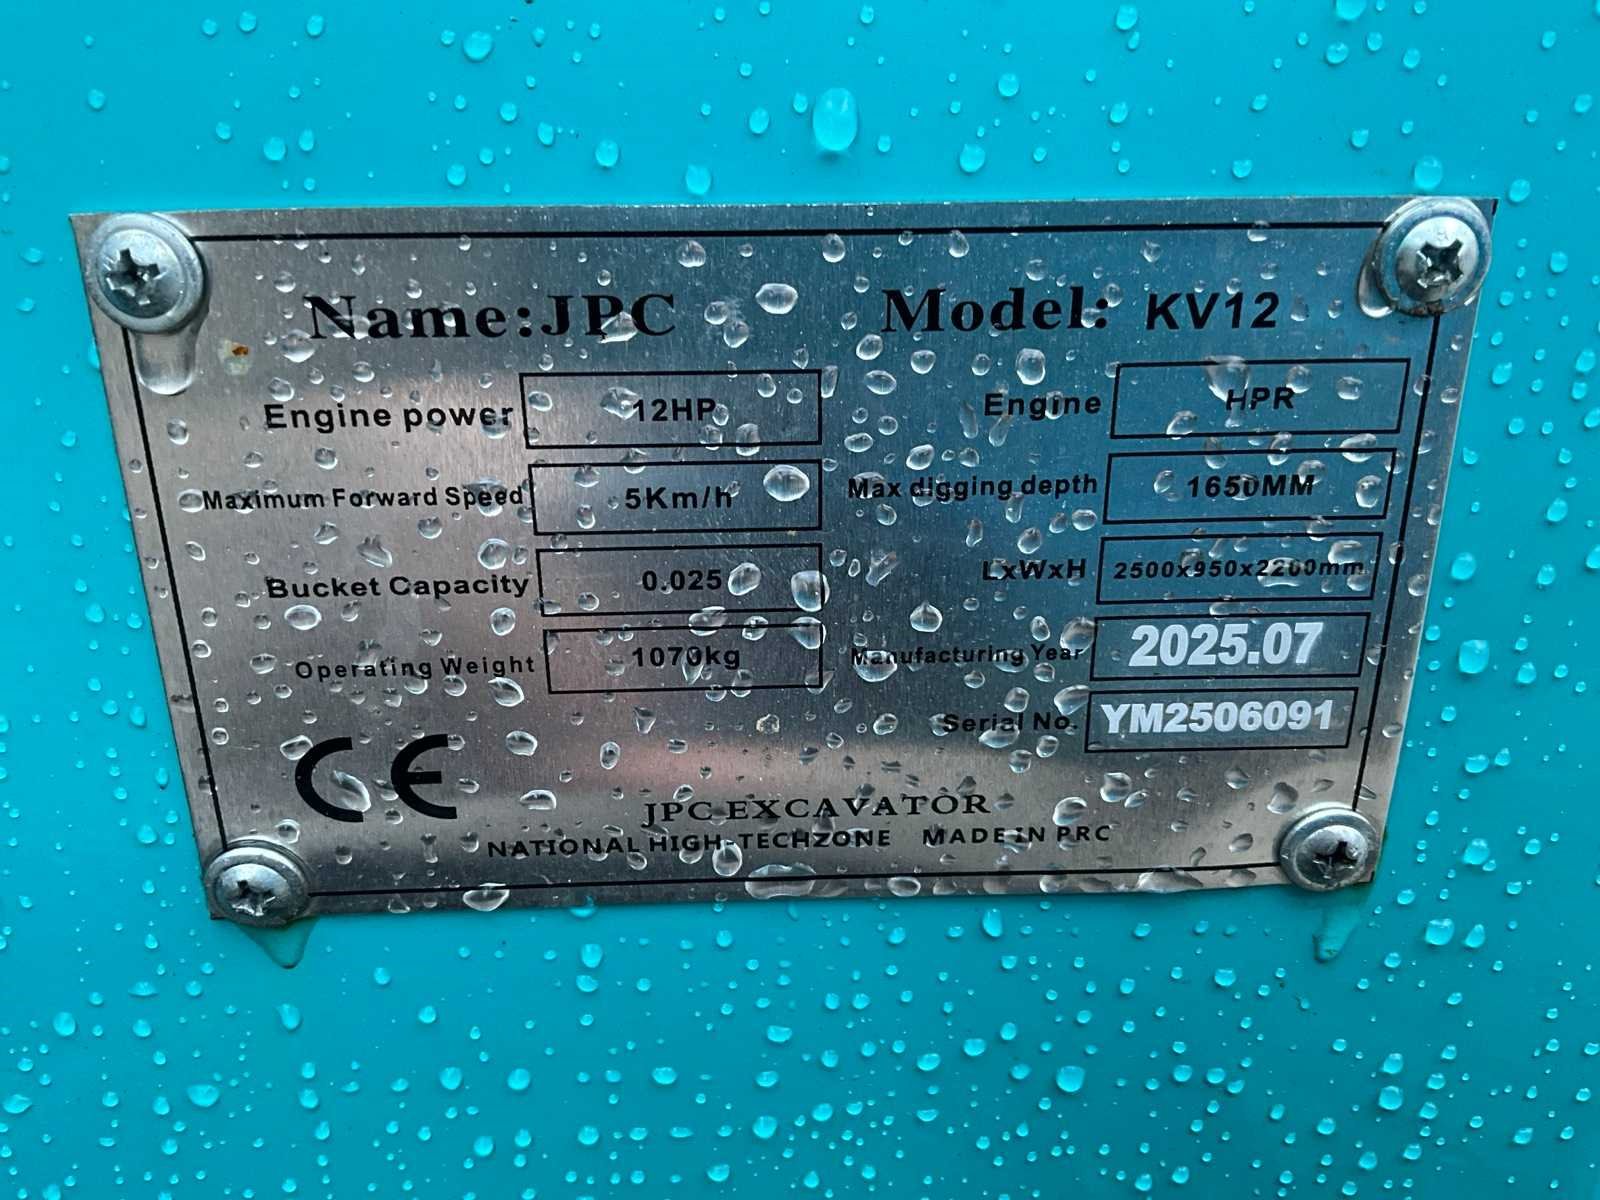 Name:JPC Model: KV12
Engine power 12HP Engine HPR
Maximum Forward Speed 5Km/h Max digging depth 1650MM
Bucket Capacity 0.025 LxWxH 2500x950x2200mm
Operating Weight 1070kg Manufacturing Year 2025.07
Serial No. YM2506091
CE
JPC EXCAVATOR
NATIONAL HIGH-TECHZONE MADE IN PRC